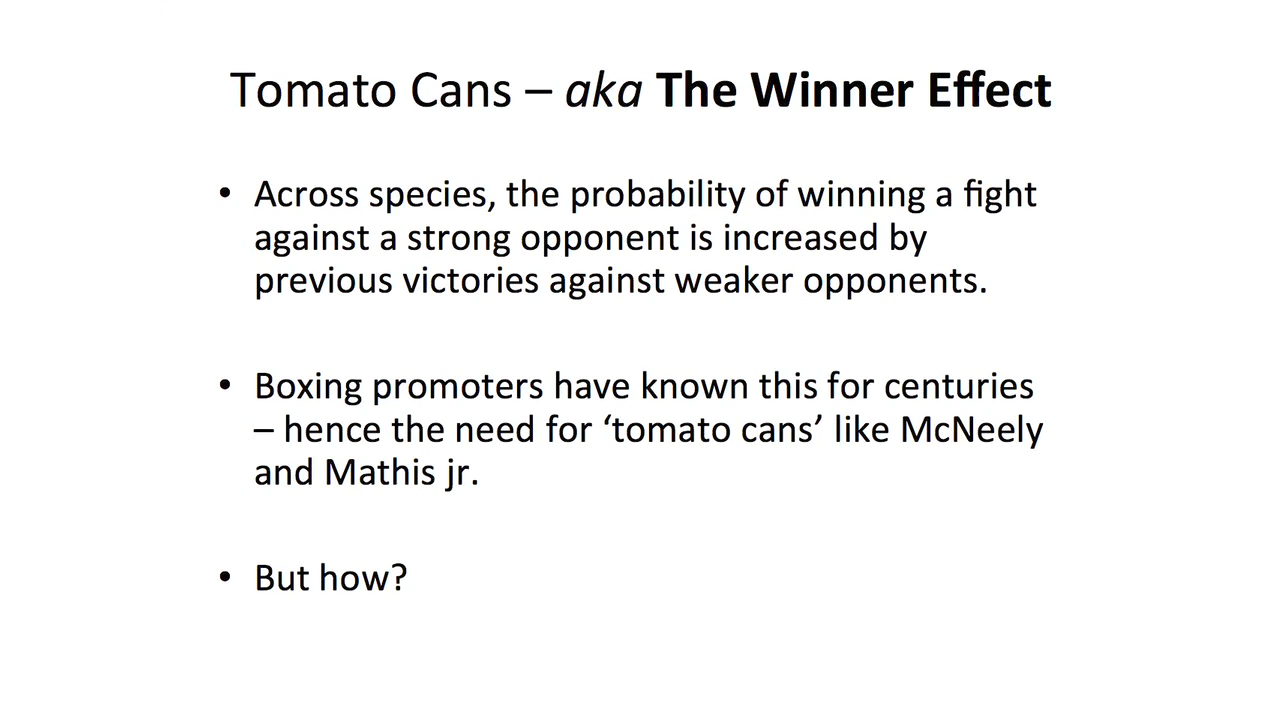 Tomato Cans – aka The Winner Effect
• Across species, the probability of winning a fight
against a strong opponent is increased by
previous victories against weaker opponents.
• Boxing promoters have known this for centuries
– hence the need for ‘tomato cans’ like McNeely
and Mathis jr.
• But how?